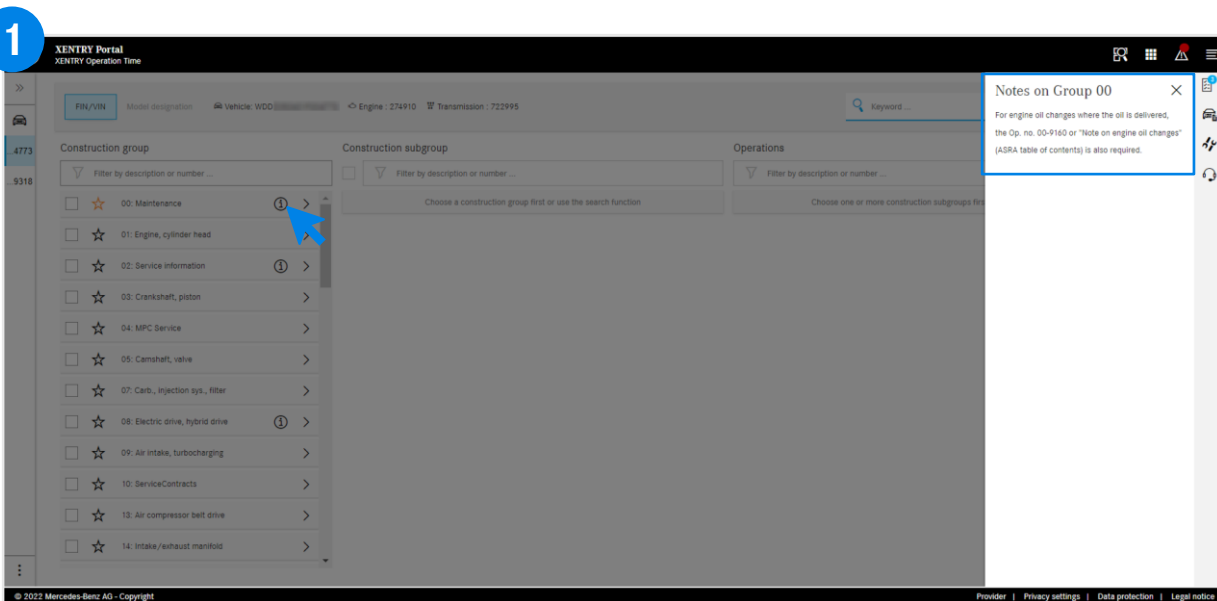 1
XENTRY Portal
XENTRY Operation Time
FIN/VIN Model designation Vehicle: WDD Engine : 274910 Transmission : 722995
Keyword ...
...4773
...9318
Construction group
Filter by description or number ...
00: Maintenance
01: Engine, cylinder head
02: Service information
03: Crankshaft, piston
04: MPC Service
05: Camshaft, valve
07: Carb., injection sys., filter
08: Electric drive, hybrid drive
09: Air intake, turbocharging
10: ServiceContracts
13: Air compressor belt drive
14: Intake/exhaust manifold
Construction subgroup
Filter by description or number ...
Choose a construction group first or use the search function
Operations
Filter by description or number ...
Choose one or more construction subgroups firs
Notes on Group 00
For engine oil changes where the oil is delivered,
the Op. no. 00-9160 or "Note on engine oil changes"
(ASRA table of contents) is also required.
© 2022 Mercedes-Benz AG - Copyright
Provider | Privacy settings | Data protection | Legal notice